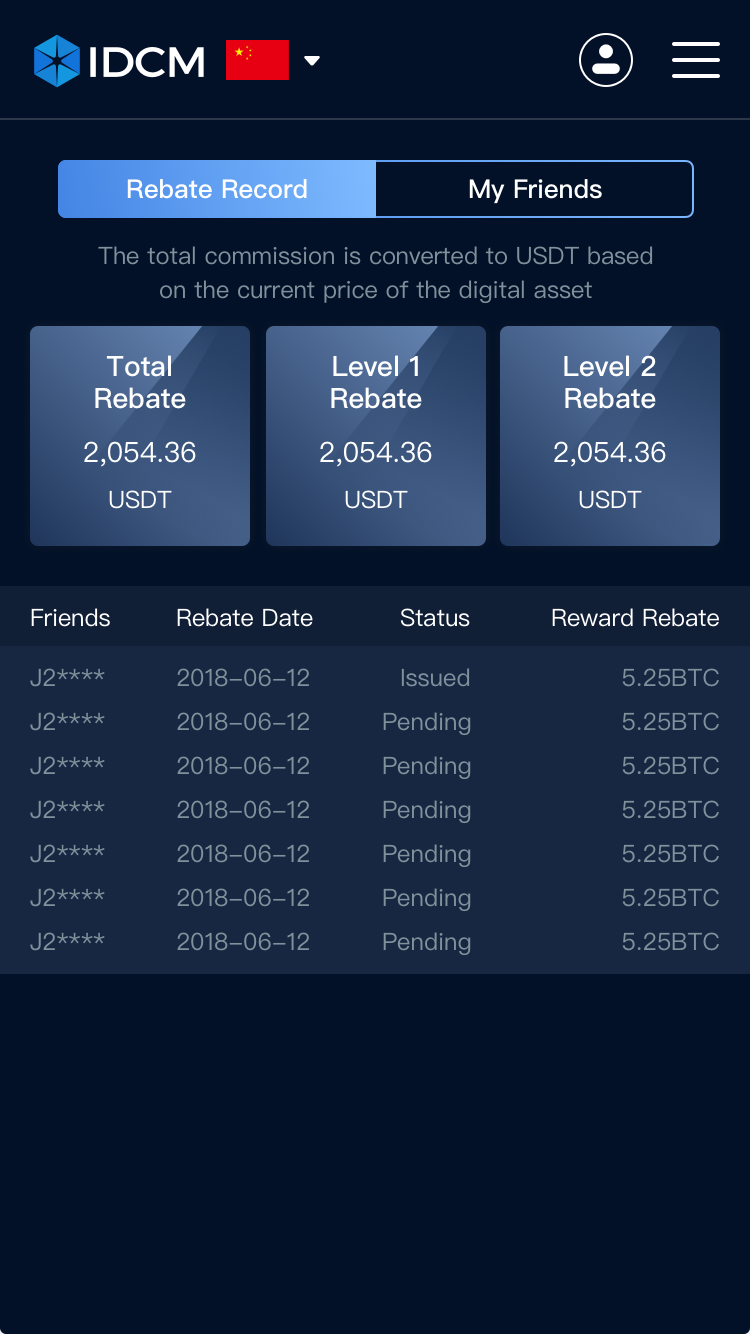 IDCM
Rebate Record My Friends
The total commission is converted to USDT based
on the current price of the digital asset
Total Rebate
2,054.36
USDT
Level 1 Rebate
2,054.36
USDT
Level 2 Rebate
2,054.36
USDT
Friends Rebate Date Status Reward Rebate
J2**** 2018-06-12 Issued 5.25BTC
J2**** 2018-06-12 Pending 5.25BTC
J2**** 2018-06-12 Pending 5.25BTC
J2**** 2018-06-12 Pending 5.25BTC
J2**** 2018-06-12 Pending 5.25BTC
J2**** 2018-06-12 Pending 5.25BTC
J2**** 2018-06-12 Pending 5.25BTC